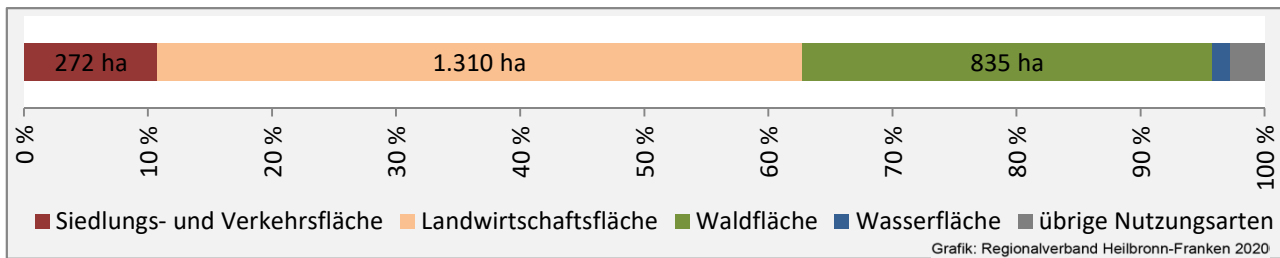 272 ha 1.310 ha 835 ha
0 % 10 % 20 % 30 % 40 % 50 % 60 % 70 % 80 % 90 % 100 %
Siedlungs- und Verkehrsfläche Landwirtschaftsfläche Waldfläche Wasserfläche übrige Nutzungsarten
Grafik: Regionalverband Heilbronn-Franken 2020